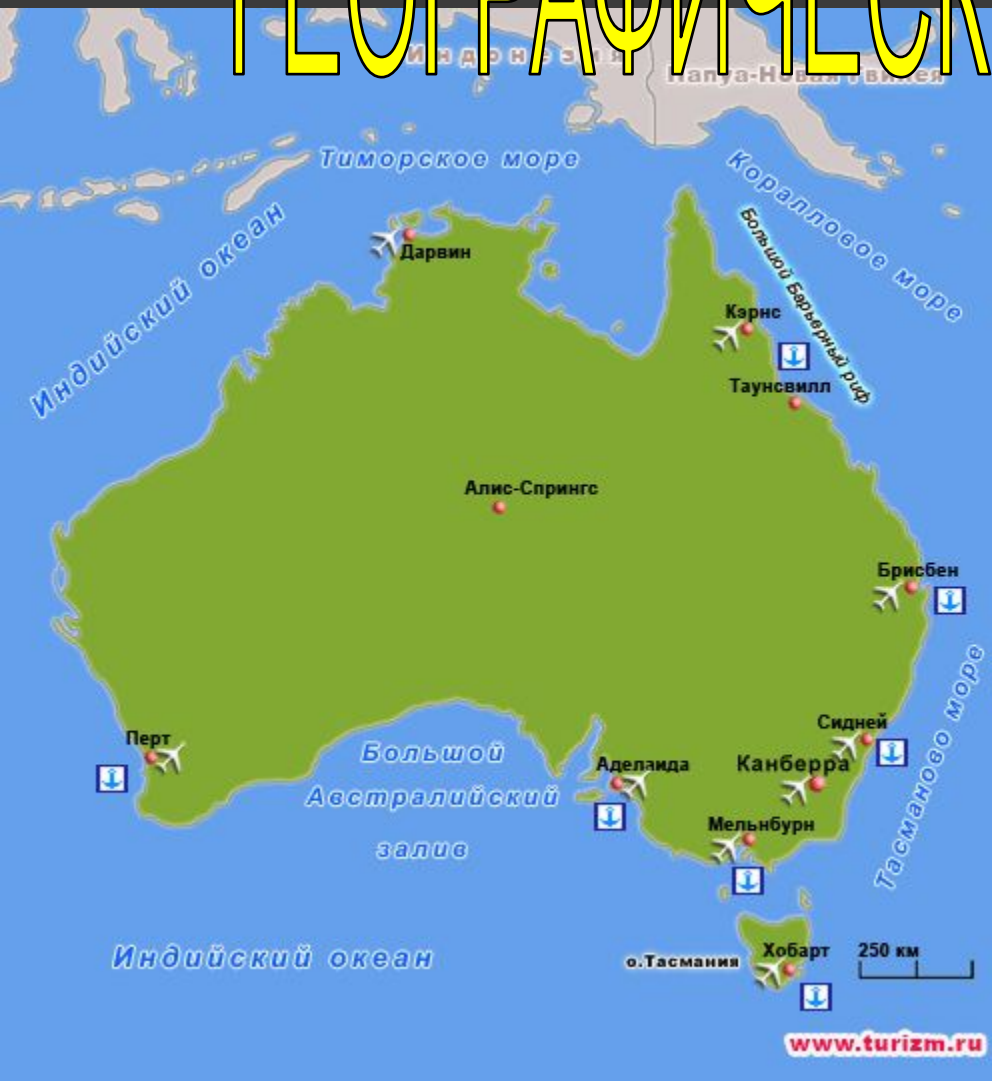 ГЕОГРАФИЧЕСК
Индонезия
Папуа-Новая Гвинея
Тиморское море
Коралловое море
Индийский океан
Большой Барьерный риф
Дарвин
Кэрнс
Таунсвилл
Алис-Спрингс
Брисбен
Тасманово море
Перт
Сидней
Большой
Австралийский
залив
Аделаида
Канберра
Мельнбурн
Индийский океан
о.Тасмания
Хобарт
250 км
www.turizm.ru